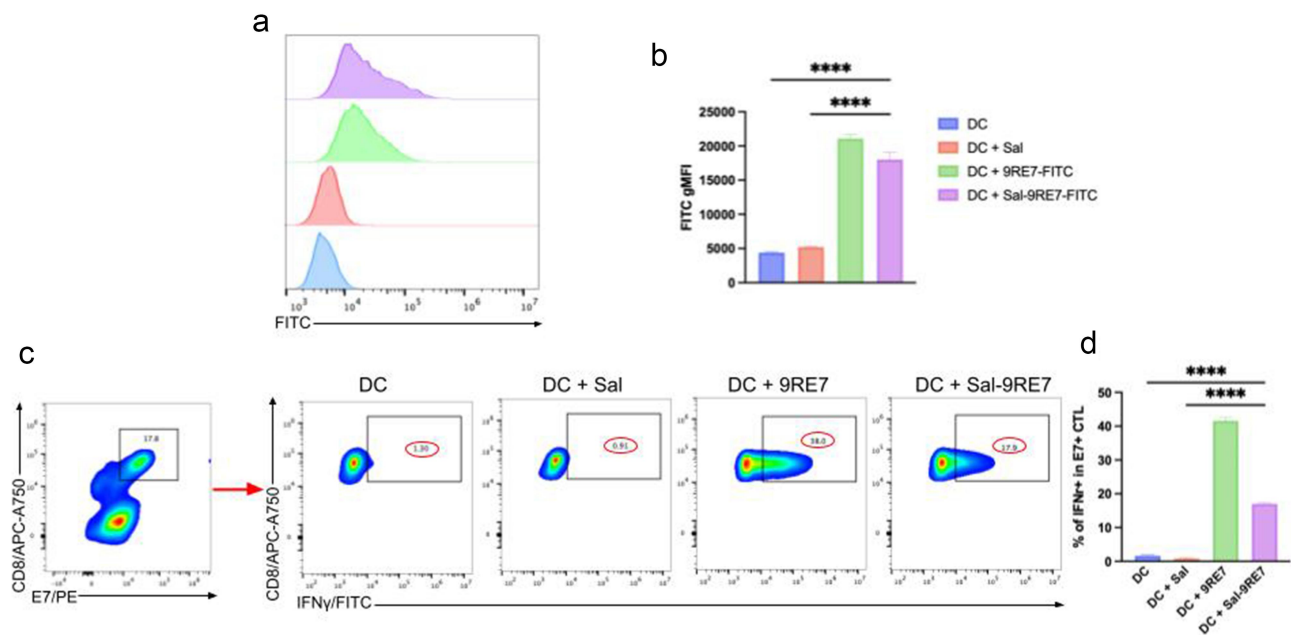 a
FITC
10³ 10⁴ 10⁵ 10⁶ 10⁷
b
****
****
FITC gMFI
25000
20000
15000
10000
5000
0
DC
DC + Sal
DC + 9RE7-FITC
DC + Sal-9RE7-FITC
c
CD8/APC-A750
17.8
E7/PE
CD8/APC-A750
DC
1.30
DC + Sal
0.91
DC + 9RE7
38.0
DC + Sal-9RE7
17.9
IFNγ/FITC
d
****
****
% of IFNr+ in E7+ CTL
50
40
30
20
10
0
DC
DC + Sal
DC + 9RE7
DC + Sal-9RE7